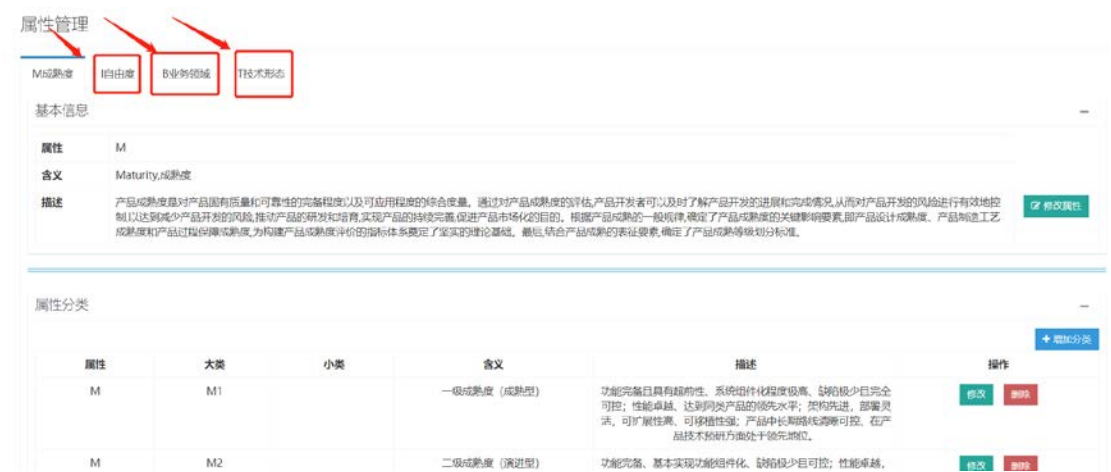 属性管理
M成熟度 I自由度 B业务领域 T技术形态
基本信息
属性 M
含义 Maturity,成熟度
描述 产品成熟度是对产品固有质量和可靠性的完备程度以及可应用程度的综合度量。通过对产品成熟度的评估,产品开发者可以及时了解产品开发的进展和完成情况,从而对产品开发的风险进行有效地控
制,以达到减少产品开发的风险,推动产品的研发和培育,实现产品的持续完善,促进产品市场化的目的。根据产品成熟的一般规律,确定了产品成熟度的关键影响要素,即产品设计成熟度、产品制造工艺
成熟度和产品过程保障成熟度,为构建产品成熟度评价的指标体系奠定了坚实的理论基础。最后,结合产品成熟的表征要素,确定了产品成熟等级划分标准。
修改属性
属性分类
+ 增加分类
属性 大类 小类 含义 描述 操作
M M1 一级成熟度（成熟型） 功能完备且具有超前性、系统组件化程度极高、缺陷极少且完全
可控；性能卓越、达到同类产品的领先水平；架构先进，部署灵
活，可扩展性高、可移植性强；产品中长期路线清晰可控、在产
品技术预研方面处于领先地位。
修改 删除
M M2 二级成熟度（演进型） 功能完备、基本实现功能组件化、缺陷极少且可控；性能卓越，
修改 删除